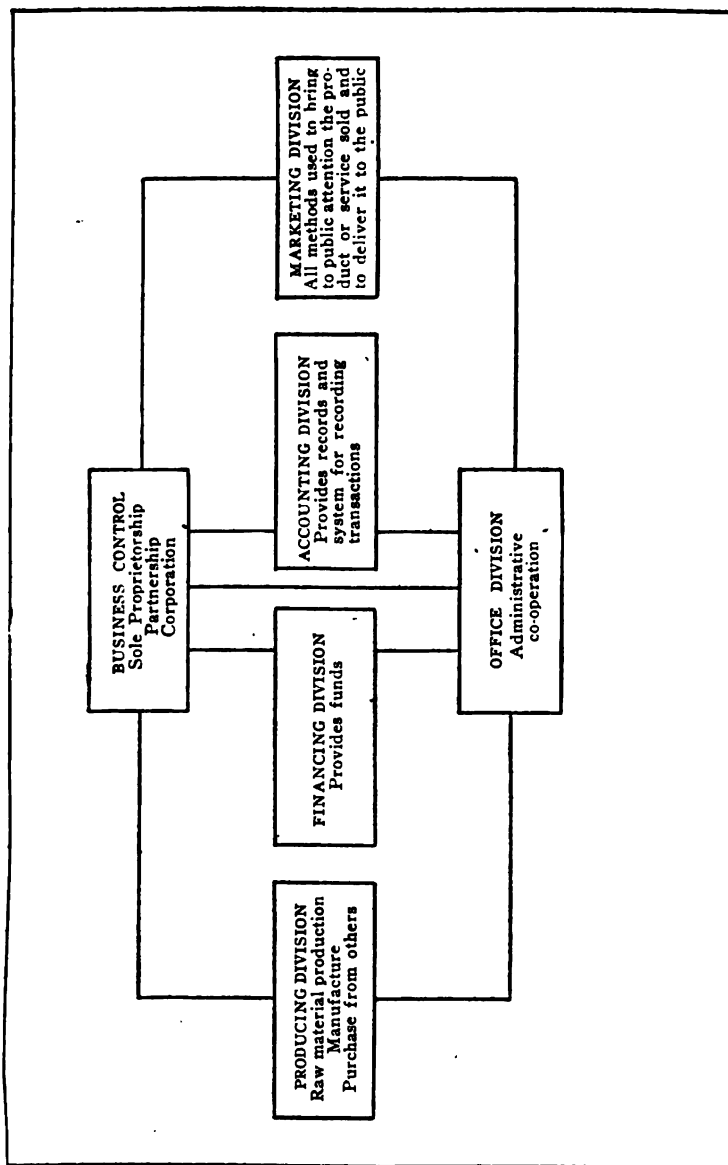 BUSINESS CONTROL
Sole Proprietorship
Partnership
Corporation
PRODUCING DIVISION
Raw material production
Manufacture
Purchase from others
FINANCING DIVISION
Provides funds
ACCOUNTING DIVISION
Provides records and
system for recording
transactions
MARKETING DIVISION
All methods used to bring
to public attention the pro-
duct or service sold and
to deliver it to the public
OFFICE DIVISION
Administrative
co-operation